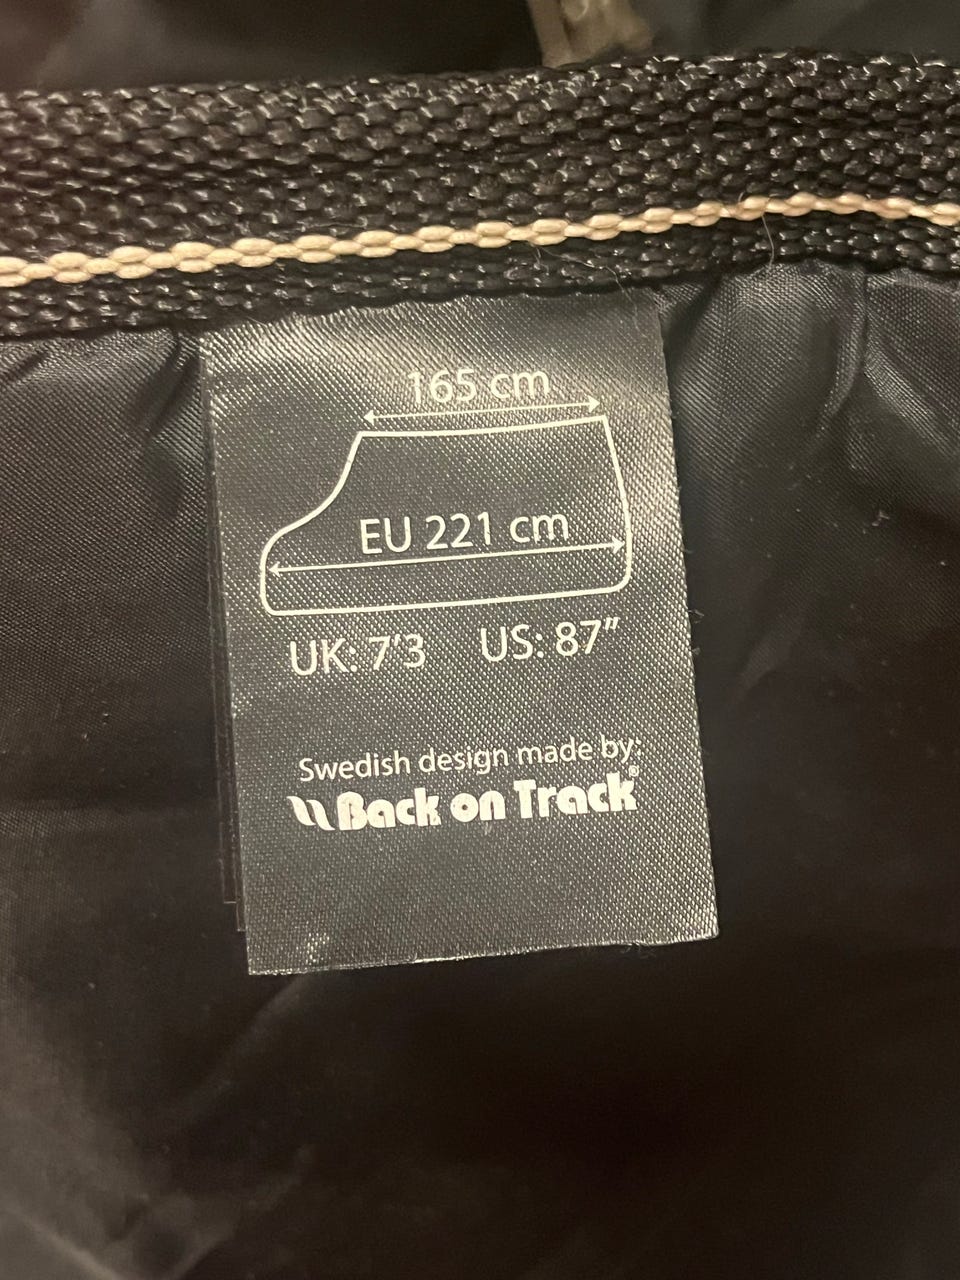 165 cm
EU 221 cm
UK: 7'3 US: 87"
Swedish design made by:
Back on Track®